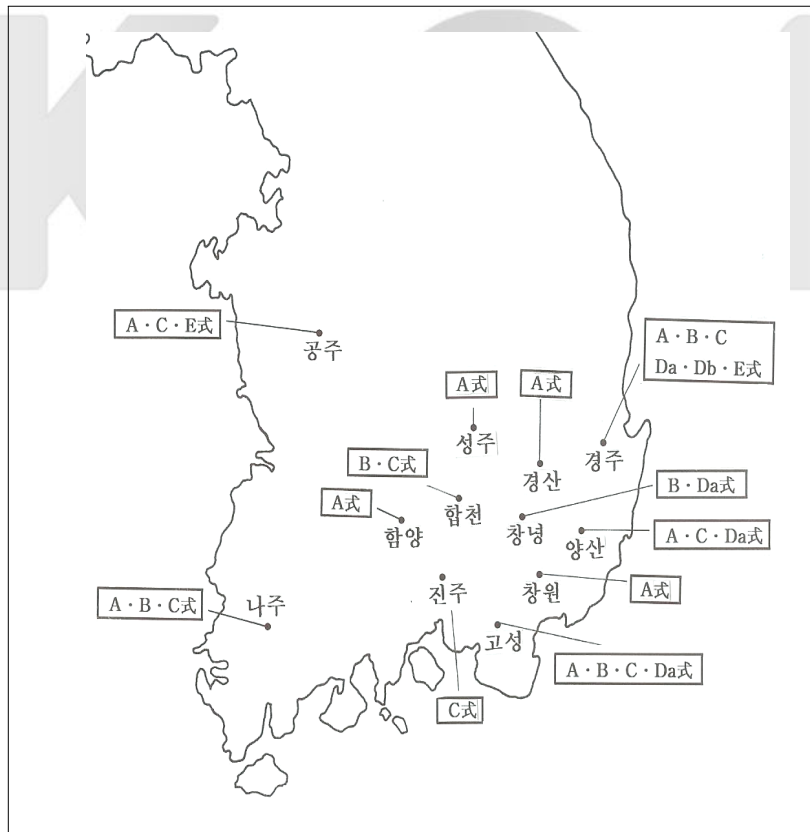 A·C·E式
공주
A·B·C
Da·Db·E式
A式
A式
성주
경산
경주
B·C式
합천
B·Da式
창녕
A式
함양
양산
A·C·Da式
진주
창원
A式
A·B·C式
나주
고성
A·B·C·Da式
C式